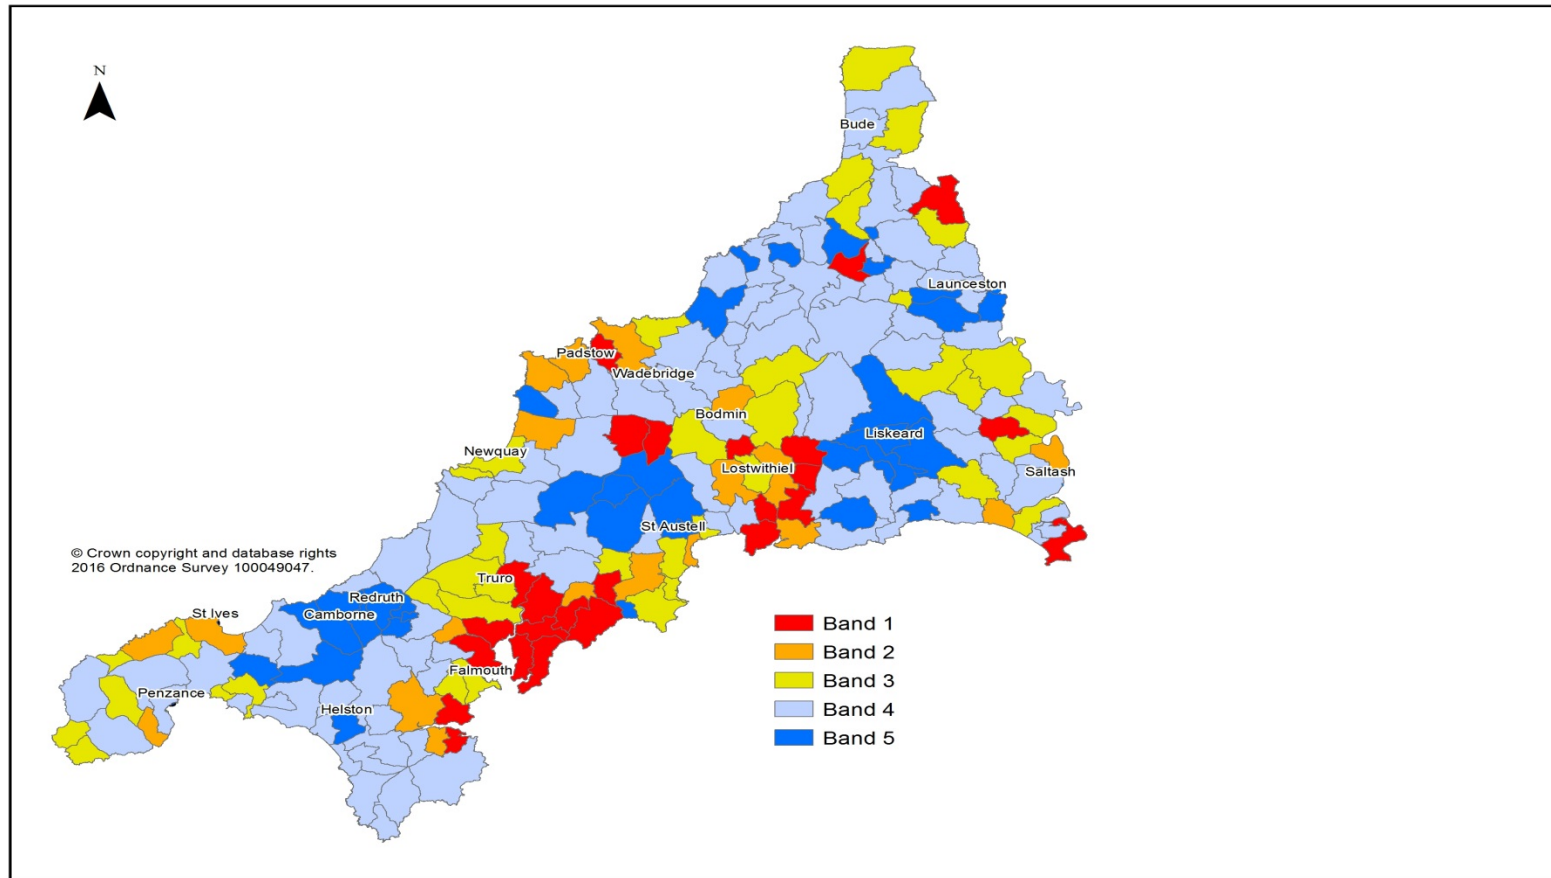 N
Bude
Launceston
Padstow
Wadebridge
Bodmin
Liskeard
Newquay
Lostwithiel
Saltash
St Austell
© Crown copyright and database rights
2016 Ordnance Survey 100049047.
Truro
Redruth
Camborne
St Ives
Falmouth
Penzance
Helston
Band 1
Band 2
Band 3
Band 4
Band 5